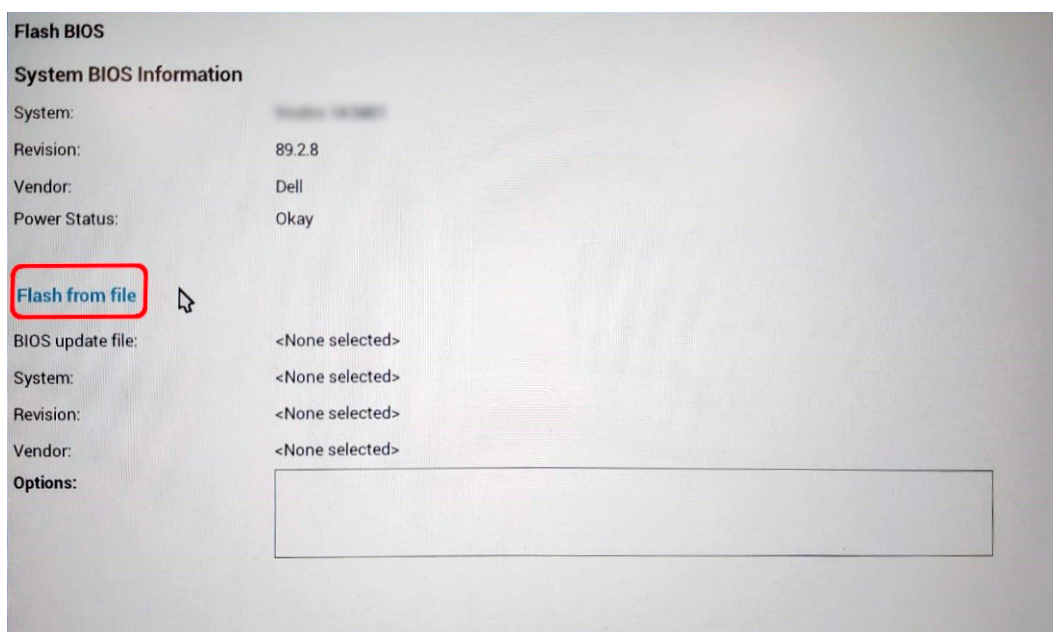 Flash BIOS
System BIOS Information
System:
Revision: 89.2.8
Vendor: Dell
Power Status: Okay
Flash from file
BIOS update file: <None selected>
System: <None selected>
Revision: <None selected>
Vendor: <None selected>
Options: